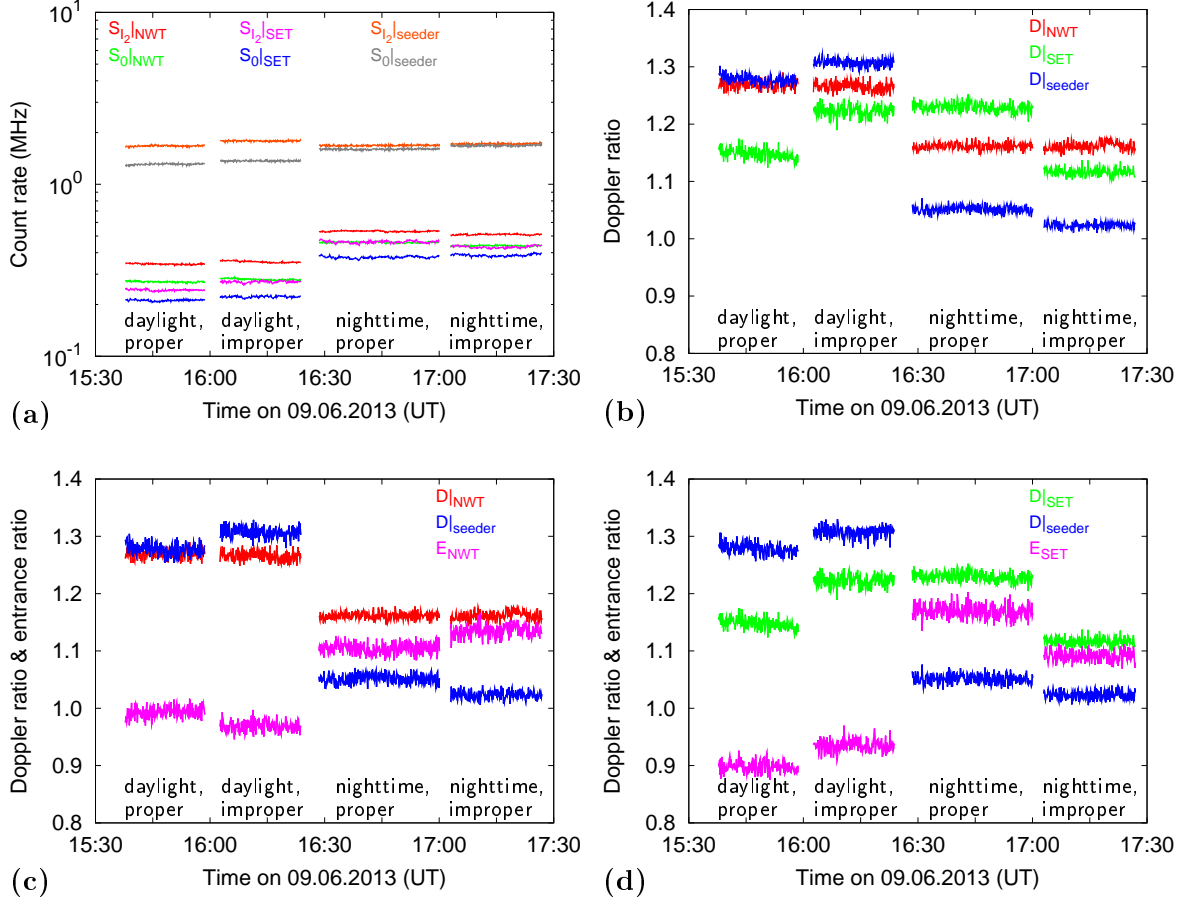 10^1
10^0
10^-1
Count rate (MHz)
S_I2|NWT S_I2|SET S_I2|seeder
S_0|NWT S_0|SET S_0|seeder
daylight, daylight, nighttime, nighttime,
proper improper proper improper
15:30 16:00 16:30 17:00 17:30
Time on 09.06.2013 (UT)
(a)
1.4
1.3
1.2
1.1
1.0
0.9
0.8
Doppler ratio
D|NWT
D|SET
D|seeder
daylight, daylight, nighttime, nighttime,
proper improper proper improper
15:30 16:00 16:30 17:00 17:30
Time on 09.06.2013 (UT)
(b)
1.4
1.3
1.2
1.1
1.0
0.9
0.8
Doppler ratio & entrance ratio
D|NWT
D|seeder
E_NWT
daylight, daylight, nighttime, nighttime,
proper improper proper improper
15:30 16:00 16:30 17:00 17:30
Time on 09.06.2013 (UT)
(c)
1.4
1.3
1.2
1.1
1.0
0.9
0.8
Doppler ratio & entrance ratio
D|SET
D|seeder
E_SET
daylight, daylight, nighttime, nighttime,
proper improper proper improper
15:30 16:00 16:30 17:00 17:30
Time on 09.06.2013 (UT)
(d)